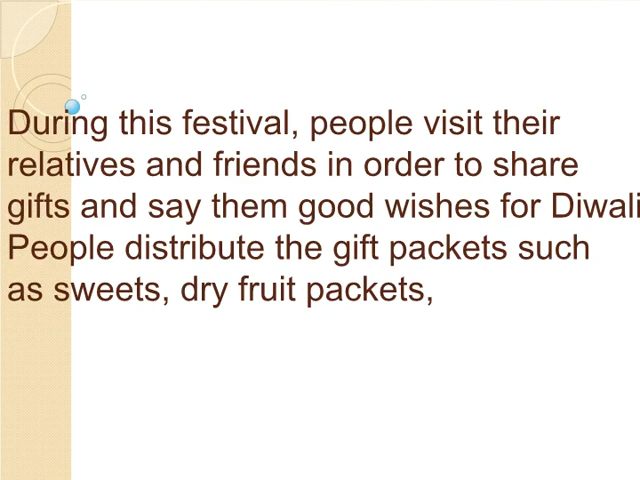 During this festival, people visit their
relatives and friends in order to share
gifts and say them good wishes for Diwali
People distribute the gift packets such
as sweets, dry fruit packets,